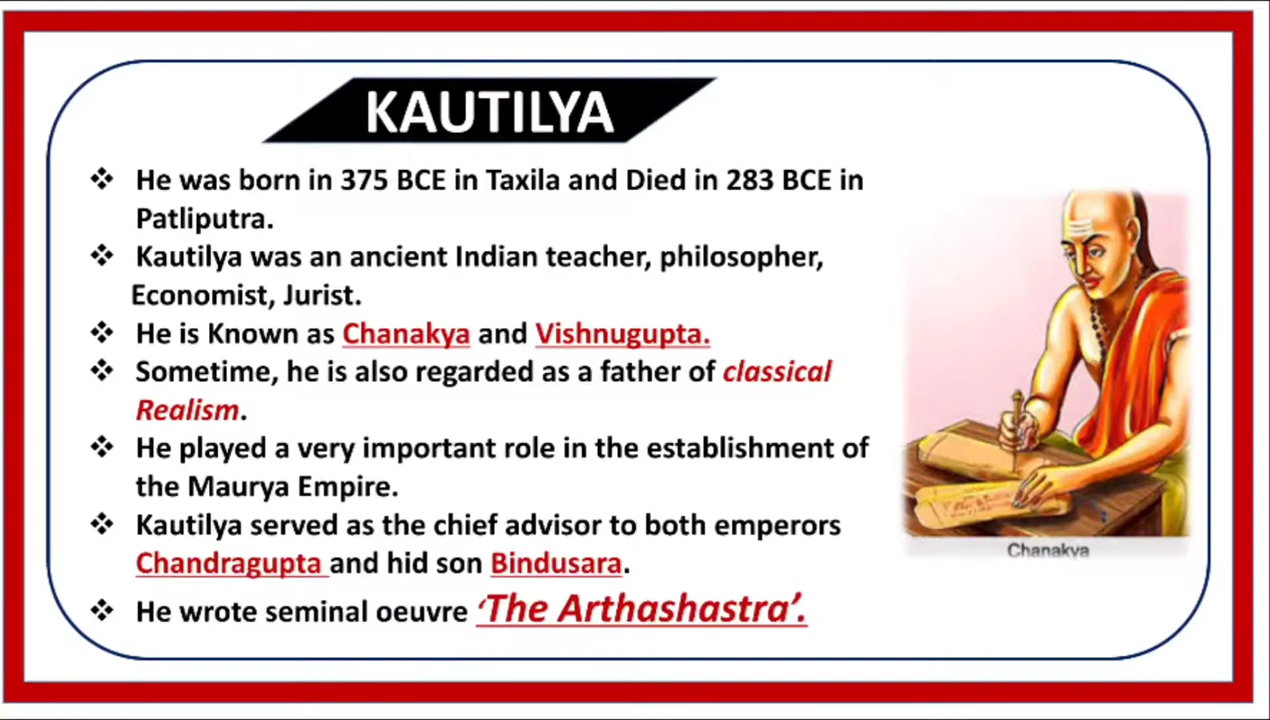 KAUTILYA
❖ He was born in 375 BCE in Taxila and Died in 283 BCE in
Patliputra.
❖ Kautilya was an ancient Indian teacher, philosopher,
Economist, Jurist.
❖ He is Known as Chanakya and Vishnugupta.
❖ Sometime, he is also regarded as a father of classical
Realism.
❖ He played a very important role in the establishment of
the Maurya Empire.
❖ Kautilya served as the chief advisor to both emperors
Chandragupta and hid son Bindusara.
❖ He wrote seminal oeuvre ‘The Arthashastra’.
Chanakya